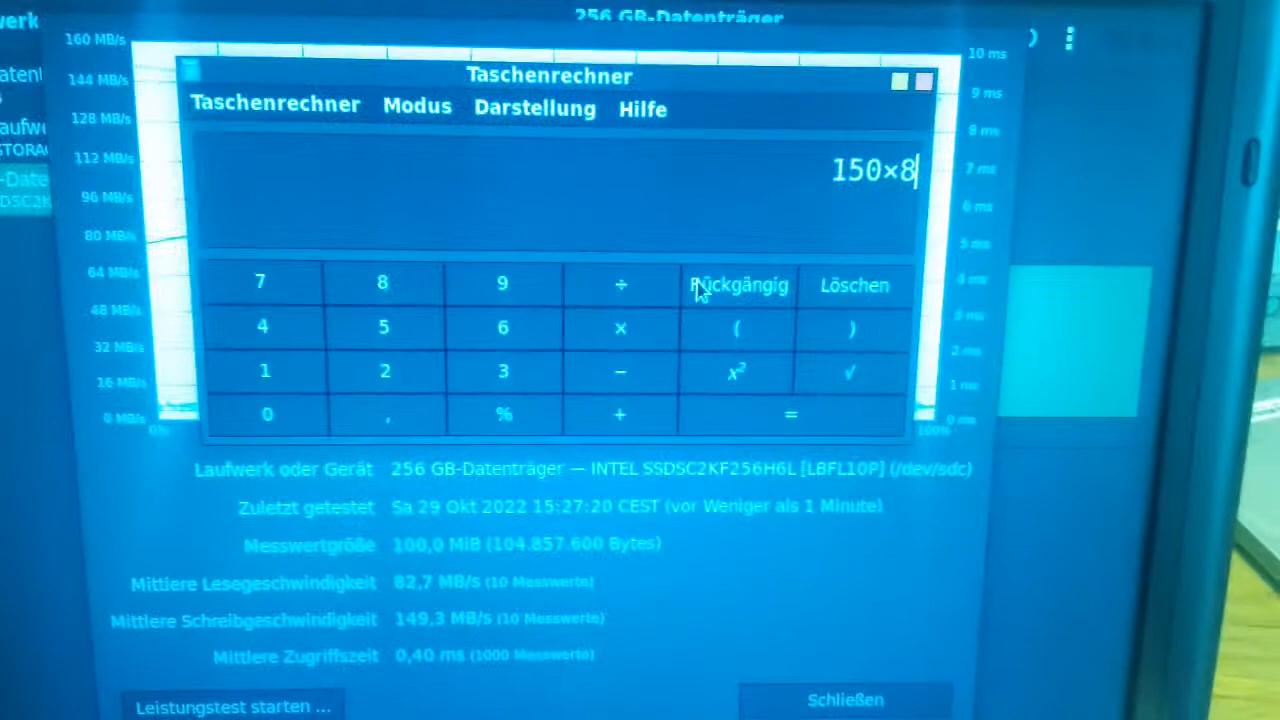 256 GB-Datenträger
160 MB/s
10 ms
Taschenrechner
144 MB/s
9 ms
Taschenrechner Modus Darstellung Hilfe
128 MB/s
8 ms
112 MB/s
150×8
7 ms
96 MB/s
6 ms
80 MB/s
5 ms
64 MB/s
7 8 9 ÷ Rückgängig Löschen
4 ms
48 MB/s
4 5 6 × ( )
3 ms
32 MB/s
2 ms
1 2 3 − x² √
16 MB/s
1 ms
0 MB/s
0 , % + =
0 ms
0%
100%
Laufwerk oder Gerät 256 GB-Datenträger — INTEL SSDSC2KF256H6L [LBFL10P] (/dev/sdc)
Zuletzt getestet Sa 29 Okt 2022 15:27:20 CEST (vor Weniger als 1 Minute)
Messwertgröße 100,0 MiB (104.857.600 Bytes)
Mittlere Lesegeschwindigkeit 82,7 MB/s (10 Messwerte)
Mittlere Schreibgeschwindigkeit 149,3 MB/s (10 Messwerte)
Mittlere Zugriffszeit 0,40 ms (1000 Messwerte)
Leistungstest starten ...
Schließen